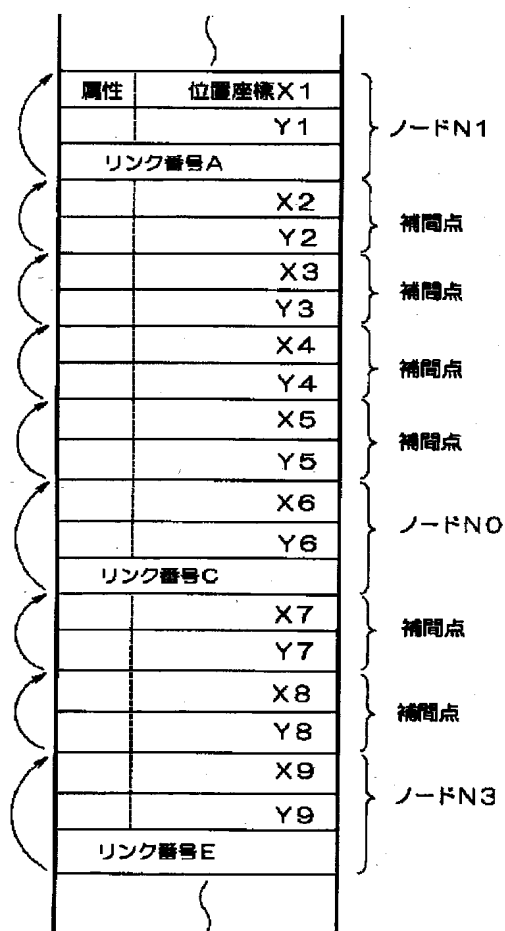 属性 位置座標X1
Y1
ノードN1
リンク番号A
X2
Y2
補間点
X3
Y3
補間点
X4
Y4
補間点
X5
Y5
補間点
X6
Y6
ノードN0
リンク番号C
X7
Y7
補間点
X8
Y8
補間点
X9
Y9
ノードN3
リンク番号E